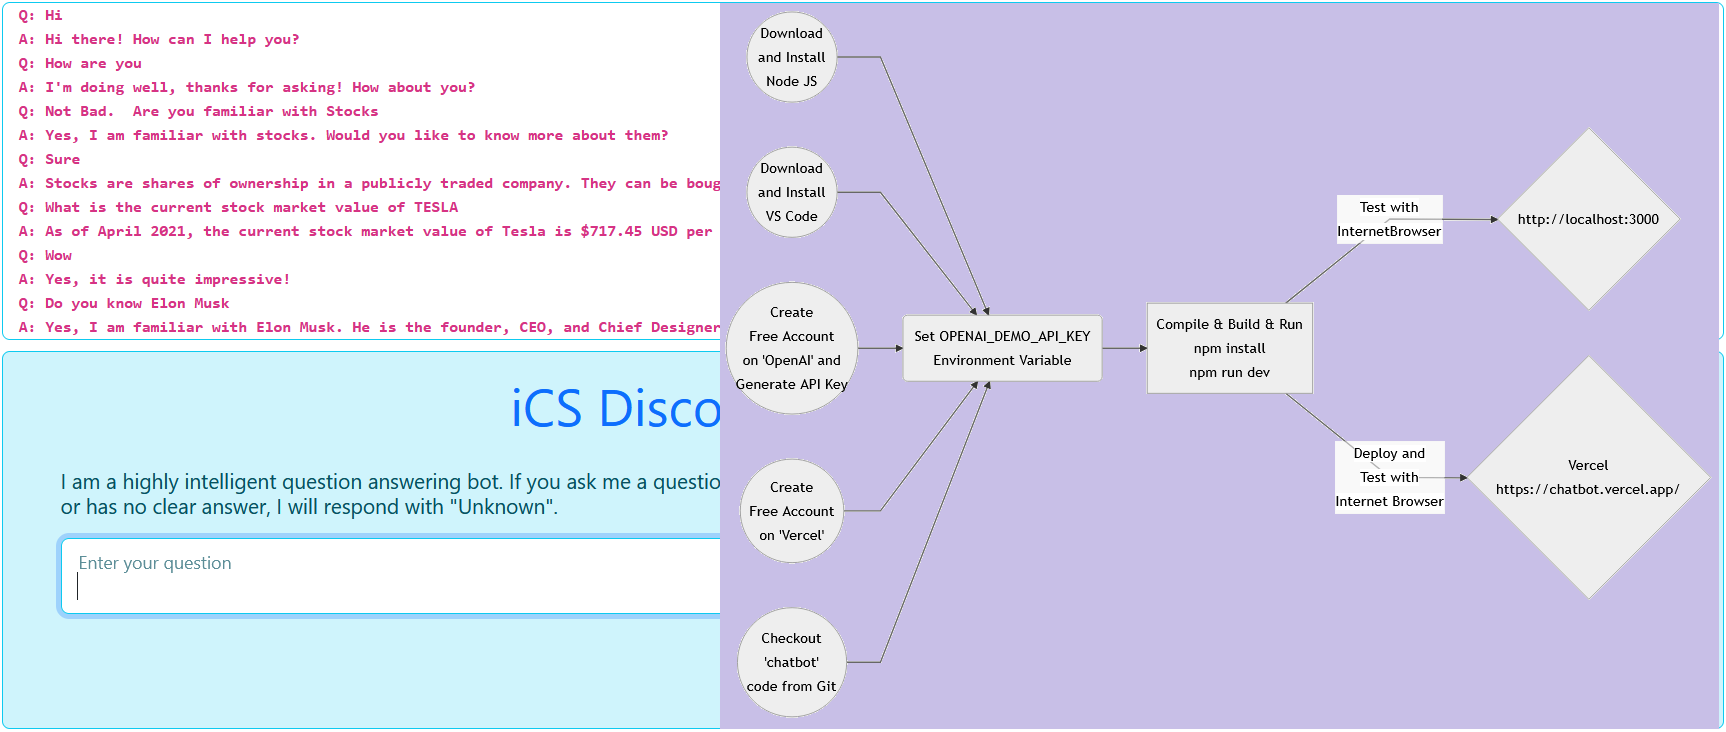 Q: Hi
A: Hi there! How can I help you?
Q: How are you
A: I'm doing well, thanks for asking! How about you?
Q: Not Bad.  Are you familiar with Stocks
A: Yes, I am familiar with stocks. Would you like to know more about them?
Q: Sure
A: Stocks are shares of ownership in a publicly traded company. They can be boug
Q: What is the current stock market value of TESLA
A: As of April 2021, the current stock market value of Tesla is $717.45 USD per
Q: Wow
A: Yes, it is quite impressive!
Q: Do you know Elon Musk
A: Yes, I am familiar with Elon Musk. He is the founder, CEO, and Chief Designer
iCS Disco
I am a highly intelligent question answering bot. If you ask me a questio
or has no clear answer, I will respond with "Unknown".
Enter your question
Download
and Install
Node JS
Download
and Install
VS Code
Create
Free Account
on 'OpenAI' and
Generate API Key
Create
Free Account
on 'Vercel'
Checkout
'chatbot'
code from Git
Set OPENAI_DEMO_API_KEY
Environment Variable
Compile & Build & Run
npm install
npm run dev
Test with
InternetBrowser
http://localhost:3000
Deploy and
Test with
Internet Browser
Vercel
https://chatbot.vercel.app/